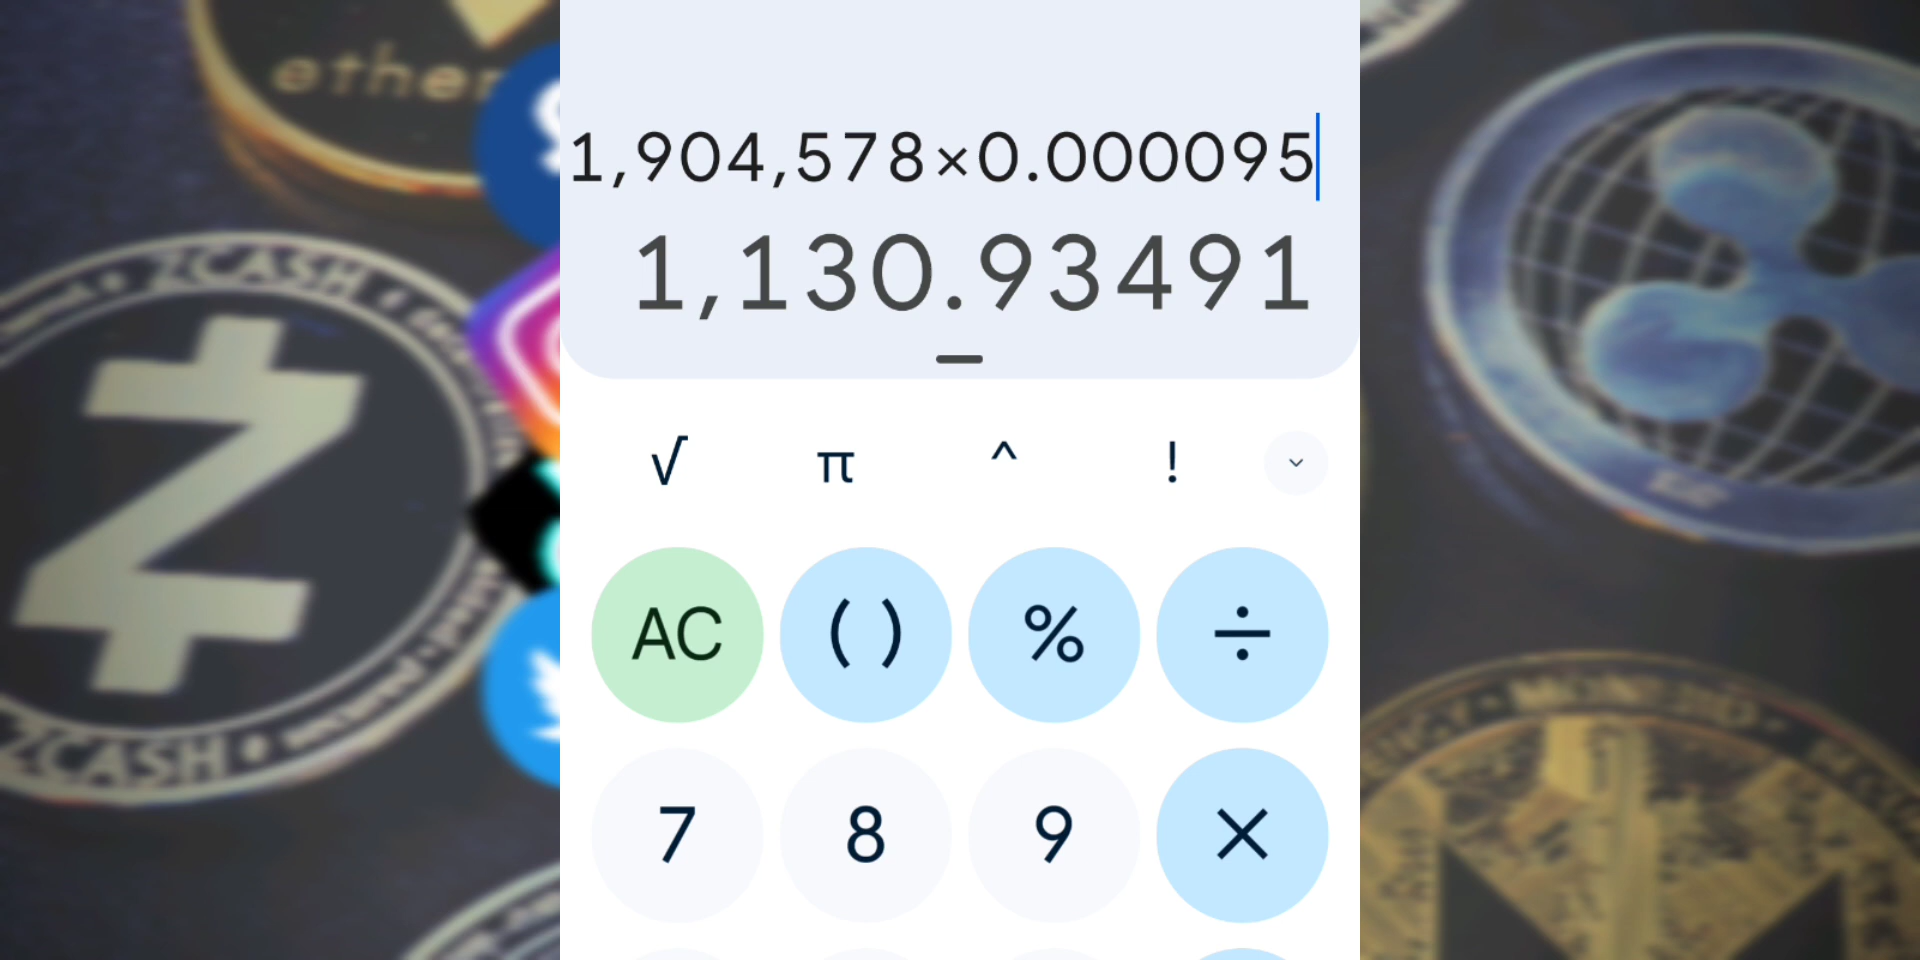 ether
1,904,578×0.000095
1,130.93491
√ π ^ !
AC ( ) % ÷
7 8 9 ×
ZCASH
ZCASH